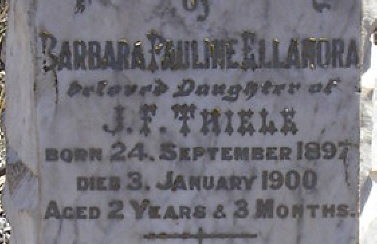 of
BARBARA PAULINE ELLANORA
beloved Daughter of
J. F. THIELE
BORN 24. SEPTEMBER 1897
DIED 3. JANUARY 1900
AGED 2 YEARS & 3 MONTHS.